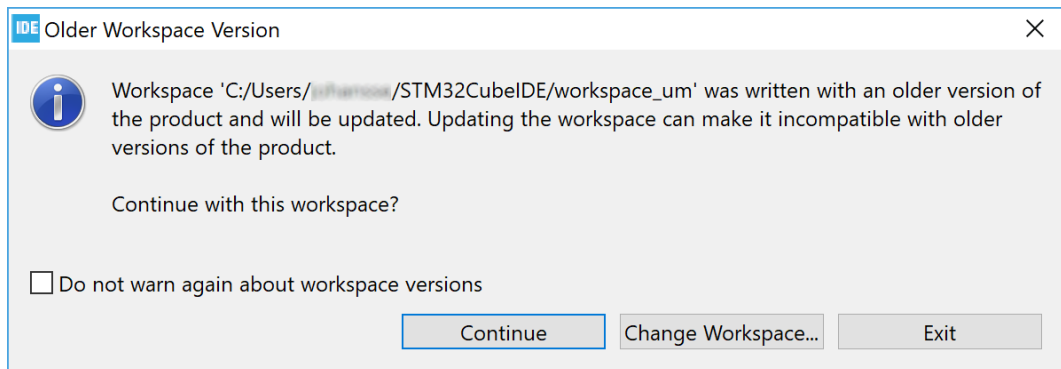 IDE Older Workspace Version
Workspace 'C:/Users/ /STM32CubeIDE/workspace_um' was written with an older version of
the product and will be updated. Updating the workspace can make it incompatible with older
versions of the product.
Continue with this workspace?
Do not warn again about workspace versions
Continue Change Workspace... Exit